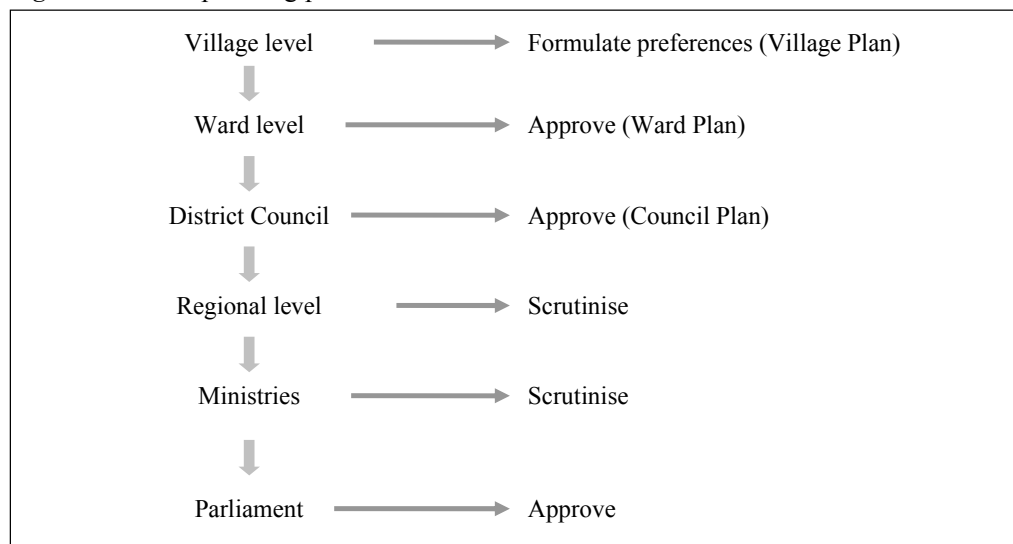 Village level Formulate preferences (Village Plan)
Ward level Approve (Ward Plan)
District Council Approve (Council Plan)
Regional level Scrutinise
Ministries Scrutinise
Parliament Approve